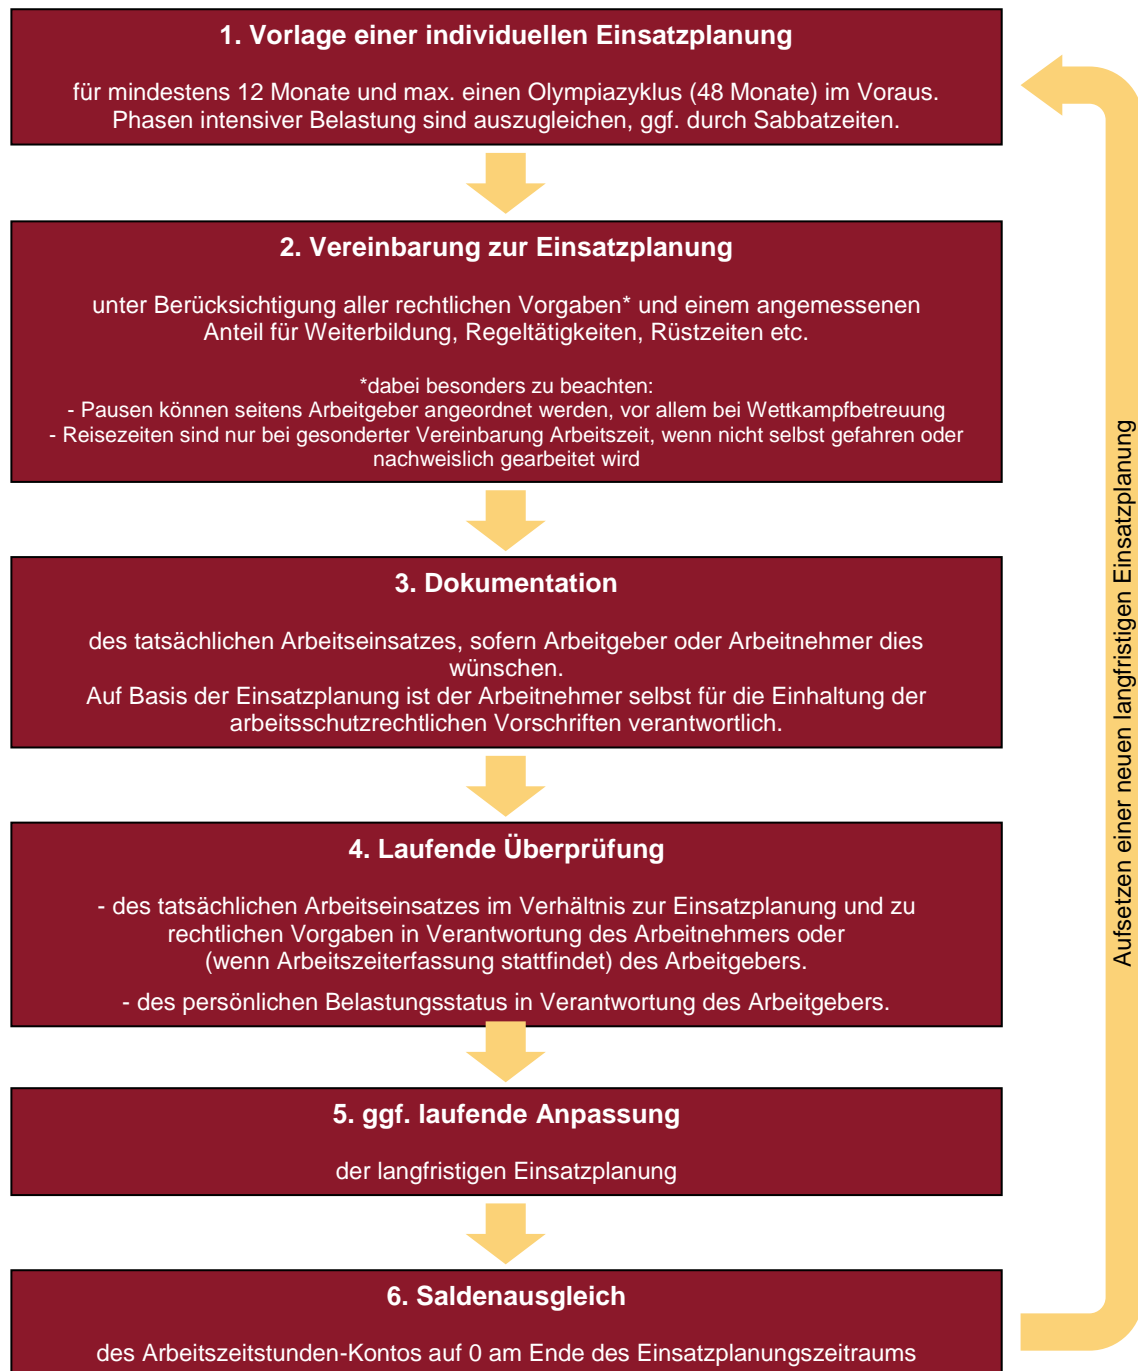 1. Vorlage einer individuellen Einsatzplanung
für mindestens 12 Monate und max. einen Olympiazyklus (48 Monate) im Voraus.
Phasen intensiver Belastung sind auszugleichen, ggf. durch Sabbatzeiten.
2. Vereinbarung zur Einsatzplanung
unter Berücksichtigung aller rechtlichen Vorgaben* und einem angemessenen
Anteil für Weiterbildung, Regeltätigkeiten, Rüstzeiten etc.
*dabei besonders zu beachten:
- Pausen können seitens Arbeitgeber angeordnet werden, vor allem bei Wettkampfbetreuung
- Reisezeiten sind nur bei gesonderter Vereinbarung Arbeitszeit, wenn nicht selbst gefahren oder
nachweislich gearbeitet wird
3. Dokumentation
des tatsächlichen Arbeitseinsatzes, sofern Arbeitgeber oder Arbeitnehmer dies
wünschen.
Auf Basis der Einsatzplanung ist der Arbeitnehmer selbst für die Einhaltung der
arbeitsschutzrechtlichen Vorschriften verantwortlich.
4. Laufende Überprüfung
- des tatsächlichen Arbeitseinsatzes im Verhältnis zur Einsatzplanung und zu
rechtlichen Vorgaben in Verantwortung des Arbeitnehmers oder
(wenn Arbeitszeiterfassung stattfindet) des Arbeitgebers.
- des persönlichen Belastungsstatus in Verantwortung des Arbeitgebers.
5. ggf. laufende Anpassung
der langfristigen Einsatzplanung
6. Saldenausgleich
des Arbeitszeitstunden-Kontos auf 0 am Ende des Einsatzplanungszeitraums
Aufsetzen einer neuen langfristigen Einsatzplanung